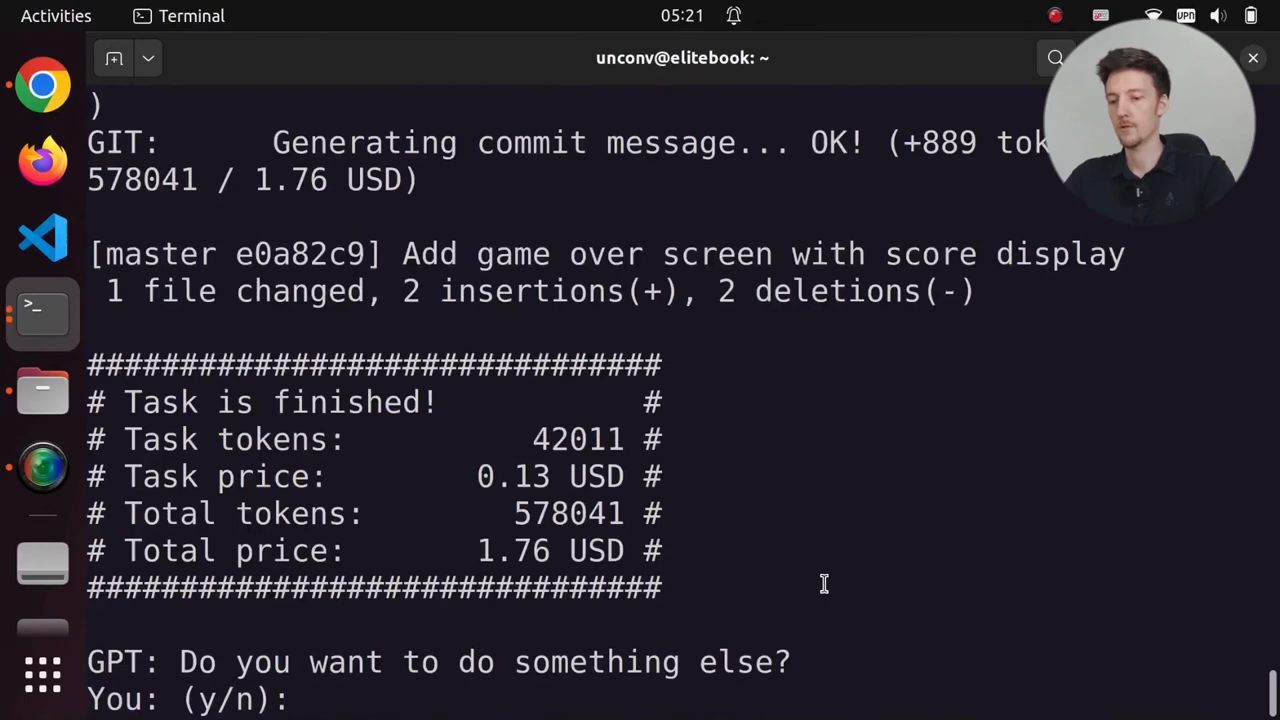 Activities
Terminal
05:21
VPN
unconv@elitebook: ~
)
GIT: Generating commit message... OK! (+889 tok
578041 / 1.76 USD)
[master e0a82c9] Add game over screen with score display
1 file changed, 2 insertions(+), 2 deletions(-)
###############################
# Task is finished! #
# Task tokens: 42011 #
# Task price: 0.13 USD #
# Total tokens: 578041 #
# Total price: 1.76 USD #
###############################
GPT: Do you want to do something else?
You: (y/n):